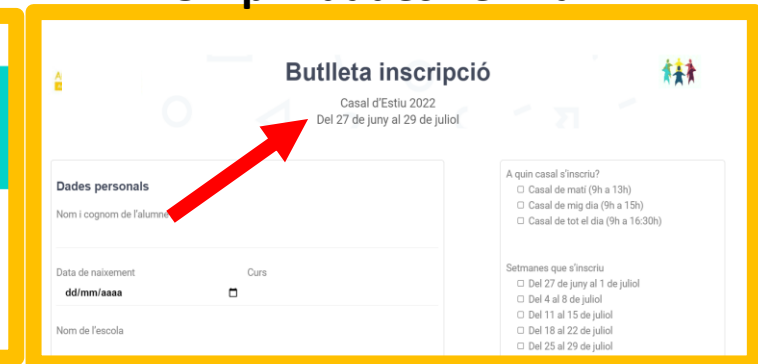 Butlleta inscripció
Casal d'Estiu 2022
Del 27 de juny al 29 de juliol
Dades personals
Nom i cognom de l'alumne
Data de naixement
Curs
dd/mm/aaaa
Nom de l'escola
A quin casal s'inscriu?
Casal de matí (9h a 13h)
Casal de mig dia (9h a 15h)
Casal de tot el dia (9h a 16:30h)
Setmanes que s'inscriu
Del 27 de juny al 1 de juliol
Del 4 al 8 de juliol
Del 11 al 15 de juliol
Del 18 al 22 de juliol
Del 25 al 29 de juliol